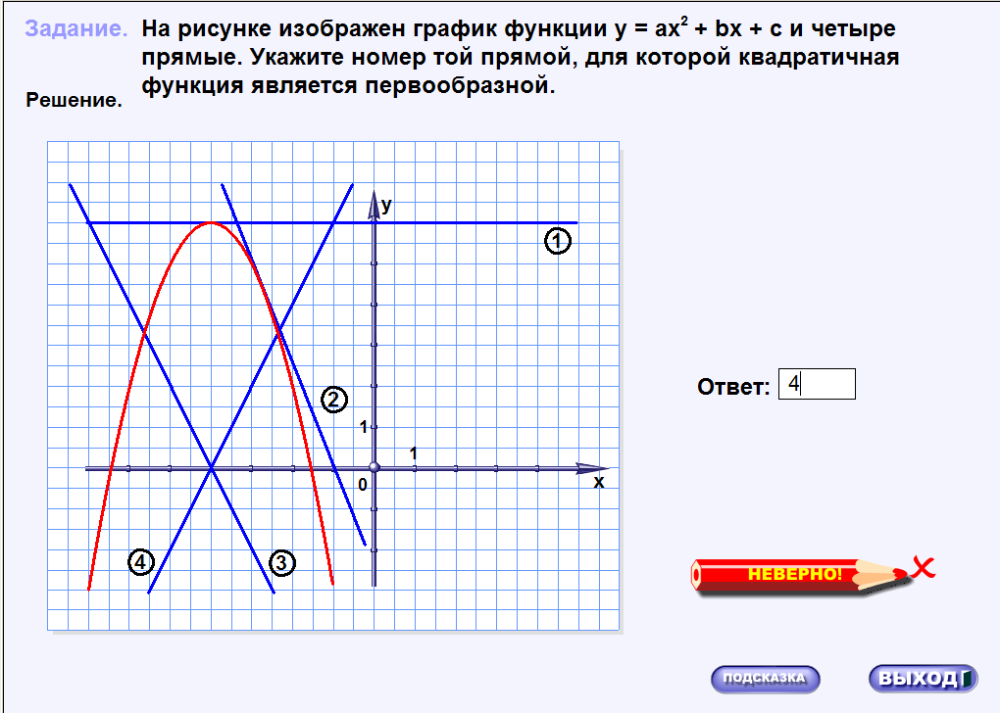 Задание. На рисунке изображен график функции y = ax² + bx + c и четыре
прямые. Укажите номер той прямой, для которой квадратичная
функция является первообразной.
Решение.
y
1
2
Ответ: 4
1
1
0
x
4
3
НЕВЕРНО!
ПОДСКАЗКА
ВЫХОД